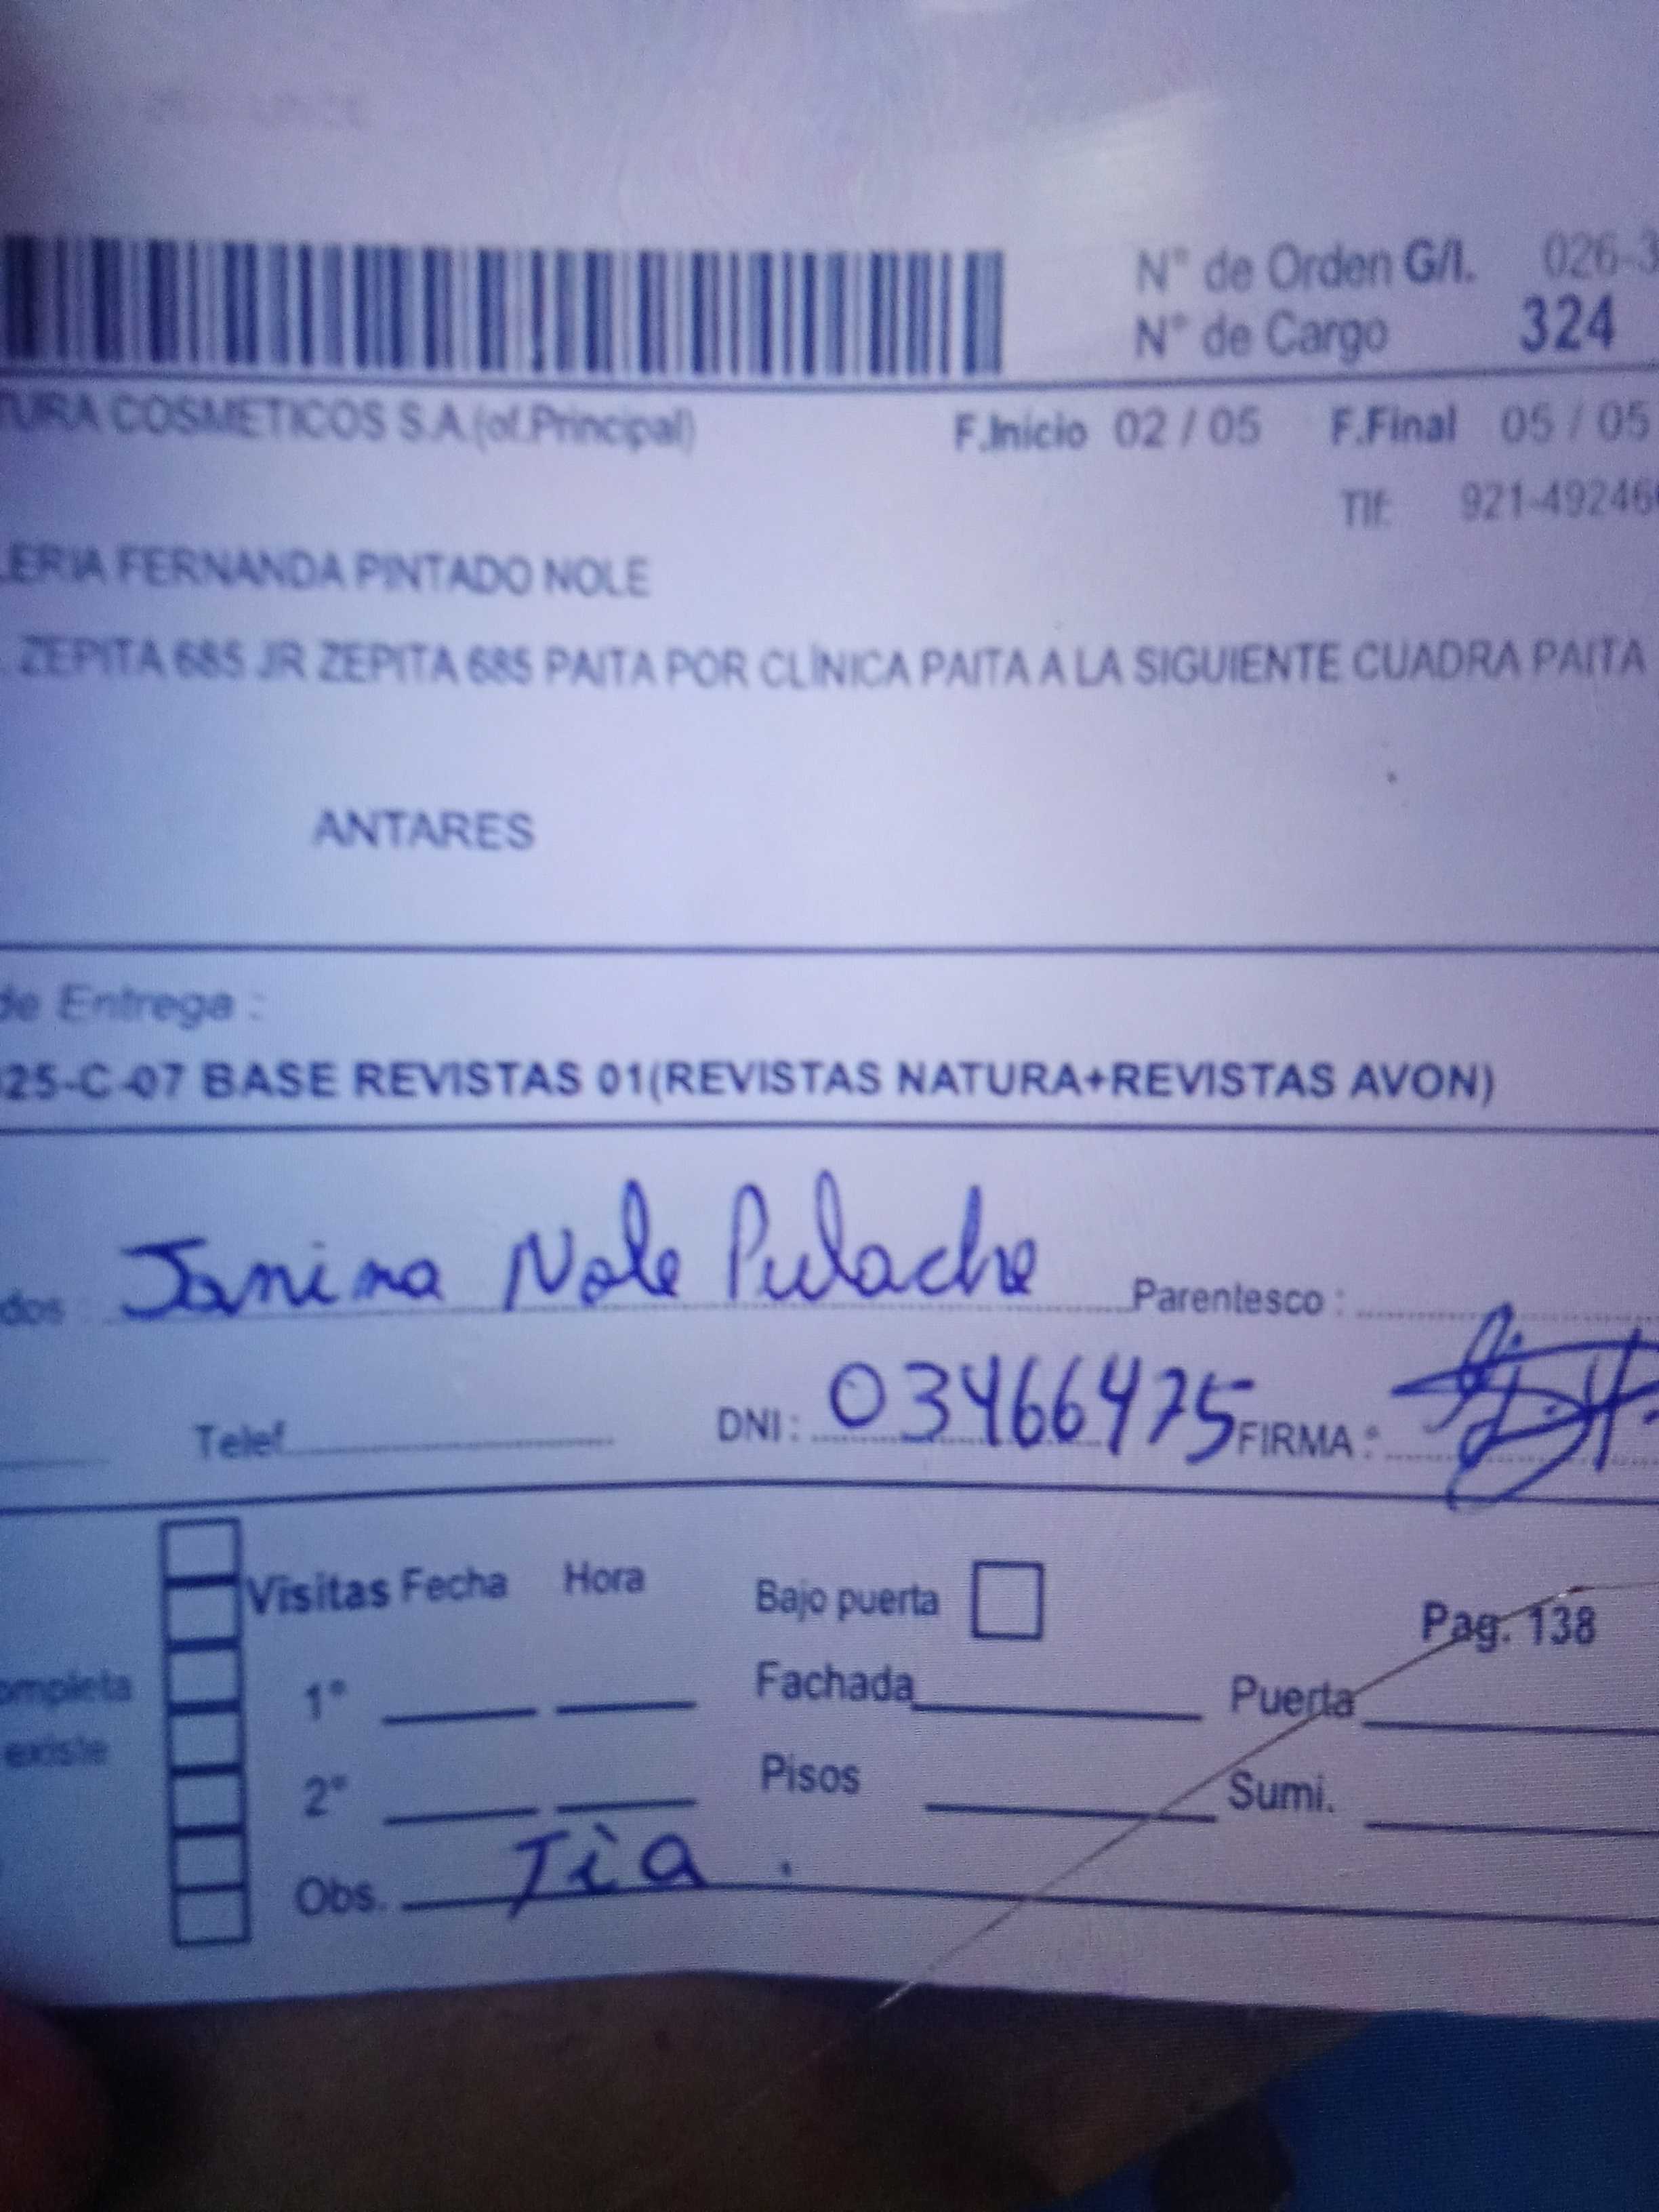 N° de Orden G/I. 026-3
N° de Cargo 324
TURA COSMETICOS S.A.(of.Principal) F.Inicio 02 / 05 F.Final 05 / 05
Tlf: 921-49246
LERIA FERNANDA PINTADO NOLE
ZEPITA 685 JR ZEPITA 685 PAITA POR CLÍNICA PAITA A LA SIGUIENTE CUADRA PAITA
ANTARES
de Entrega :
025-C-07 BASE REVISTAS 01(REVISTAS NATURA+REVISTAS AVON)
dos Janina Nole Pulache Parentesco :
Telef. DNI : 03466475 FIRMA :
Visitas Fecha Hora Bajo puerta Pag. 138
ompleta 1° Fachada Puerta
existe 2° Pisos Sumi.
Obs. Tìa .